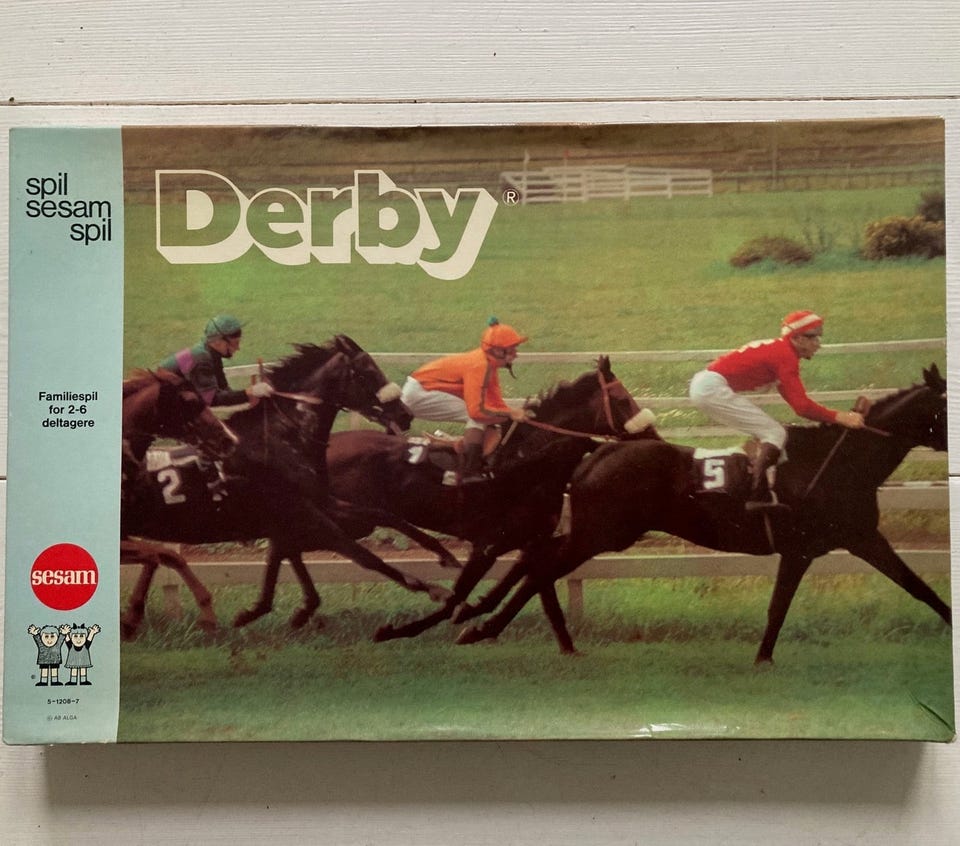 spil
sesam
spil
Derby ®
Familiespil
for 2-6
deltagere
sesam
©
5-1208-7
© AB ALGA
2
7
5